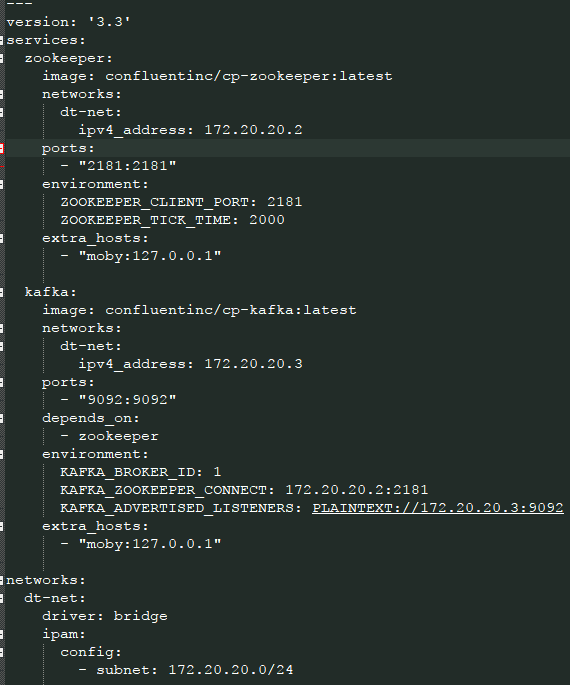 ---
version: '3.3'
services:
  zookeeper:
    image: confluentinc/cp-zookeeper:latest
    networks:
      dt-net:
        ipv4_address: 172.20.20.2
    ports:
      - "2181:2181"
    environment:
      ZOOKEEPER_CLIENT_PORT: 2181
      ZOOKEEPER_TICK_TIME: 2000
    extra_hosts:
      - "moby:127.0.0.1"

  kafka:
    image: confluentinc/cp-kafka:latest
    networks:
      dt-net:
        ipv4_address: 172.20.20.3
    ports:
      - "9092:9092"
    depends_on:
      - zookeeper
    environment:
      KAFKA_BROKER_ID: 1
      KAFKA_ZOOKEEPER_CONNECT: 172.20.20.2:2181
      KAFKA_ADVERTISED_LISTENERS: PLAINTEXT://172.20.20.3:9092
    extra_hosts:
      - "moby:127.0.0.1"

networks:
  dt-net:
    driver: bridge
    ipam:
      config:
        - subnet: 172.20.20.0/24